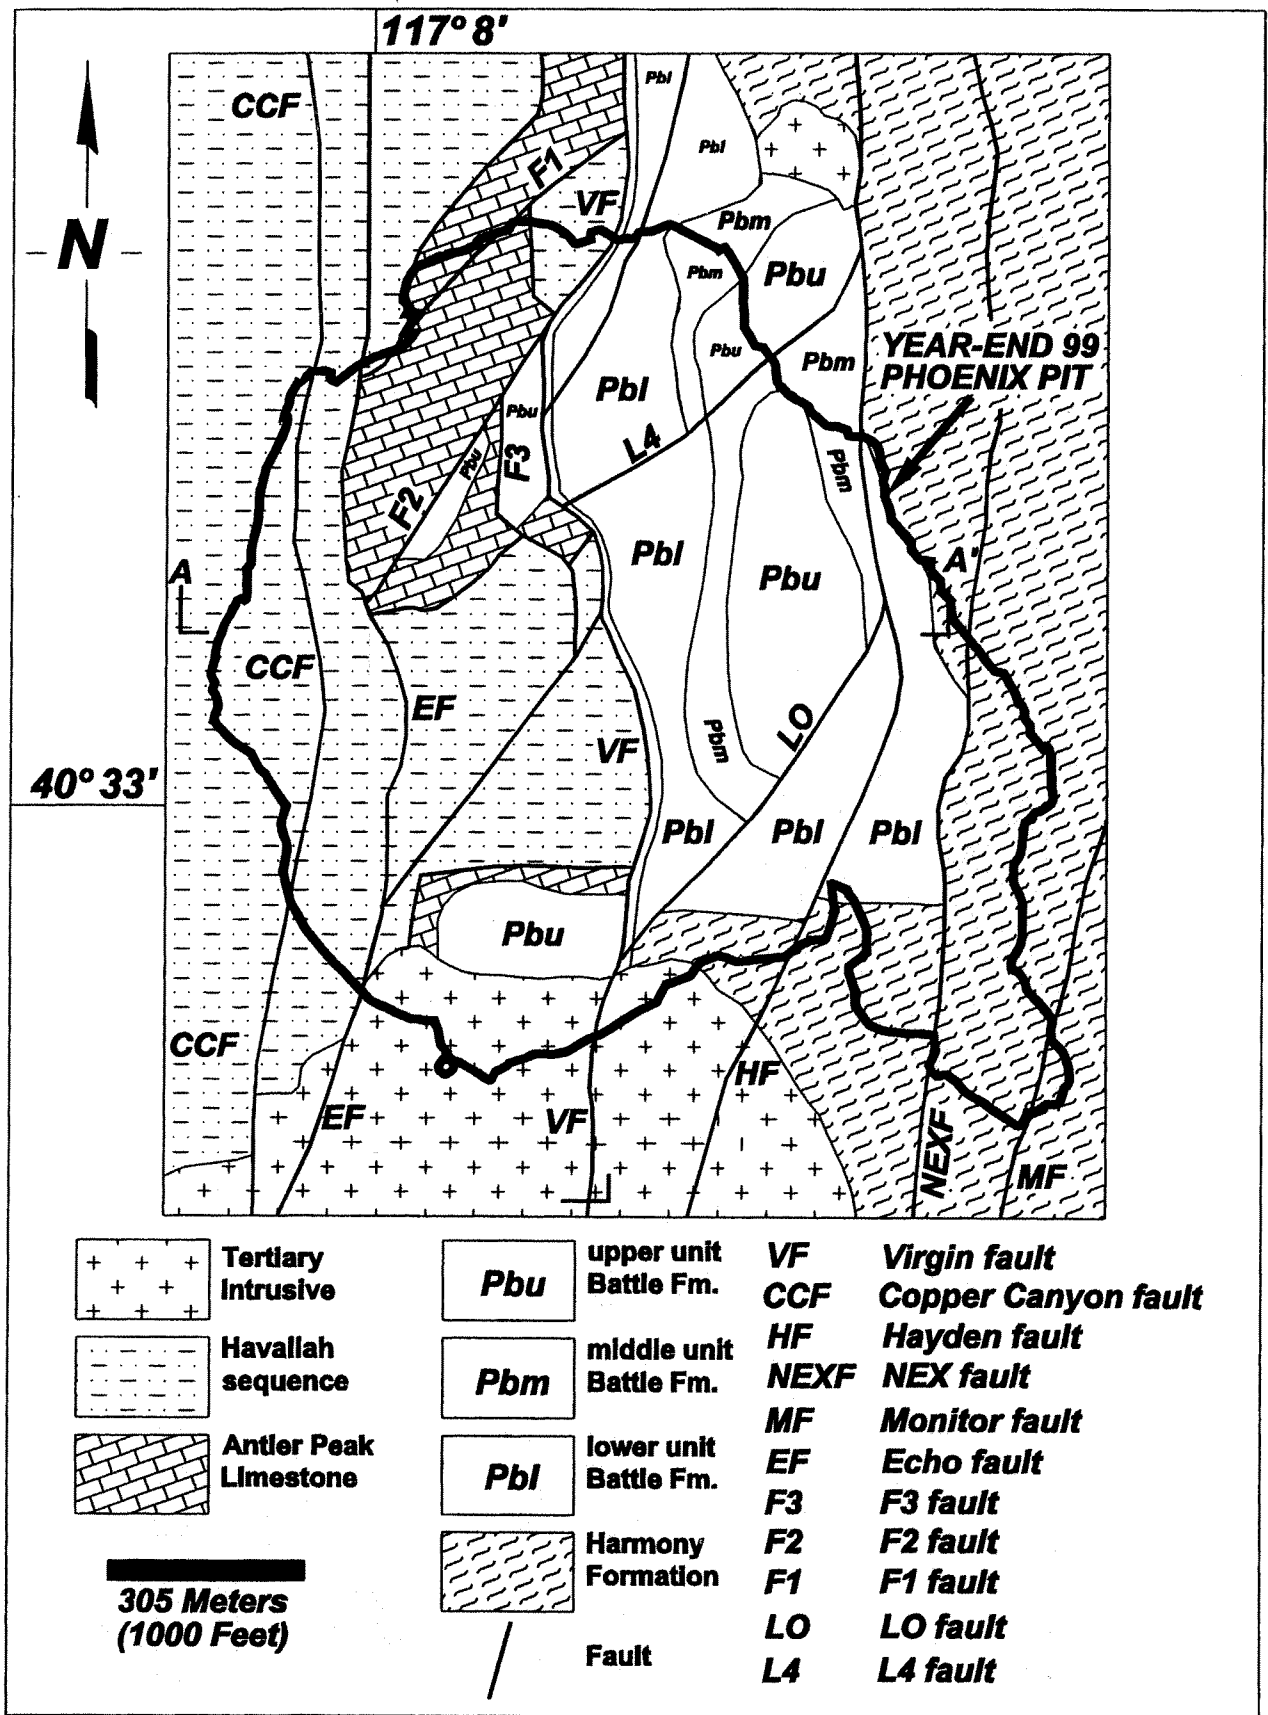 117° 8'
N
CCF
Pbl
Pbl
F1
VF
Pbm
Pbm
Pbu
Pbu
Pbm
YEAR-END 99
PHOENIX PIT
Pbl
Pbu
L4
F3
Pbu
F2
Pbm
A
Pbl
Pbu
A'
CCF
EF
VF
Pbm
LO
40° 33'
Pbl
Pbl
Pbl
Pbu
CCF
HF
EF
VF
NEXF
MF
Tertiary
Intrusive
Havallah
sequence
Antler Peak
Limestone
305 Meters
(1000 Feet)
Pbu
upper unit
Battle Fm.
Pbm
middle unit
Battle Fm.
Pbl
lower unit
Battle Fm.
Harmony
Formation
Fault
VF Virgin fault
CCF Copper Canyon fault
HF Hayden fault
NEXF NEX fault
MF Monitor fault
EF Echo fault
F3 F3 fault
F2 F2 fault
F1 F1 fault
LO LO fault
L4 L4 fault